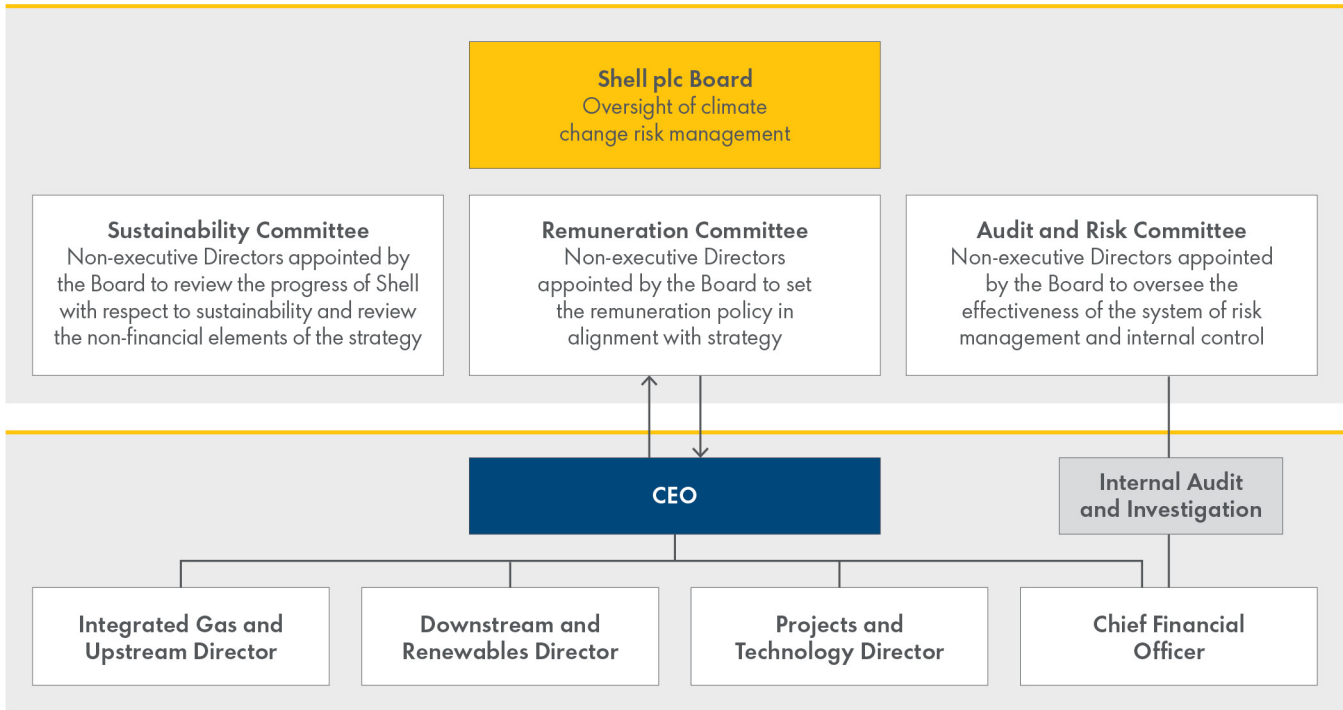 Shell plc Board
Oversight of climate
change risk management
Sustainability Committee
Non-executive Directors appointed by
the Board to review the progress of Shell
with respect to sustainability and review
the non-financial elements of the strategy
Remuneration Committee
Non-executive Directors
appointed by the Board to set
the remuneration policy in
alignment with strategy
Audit and Risk Committee
Non-executive Directors appointed
by the Board to oversee the
effectiveness of the system of risk
management and internal control
CEO
Internal Audit
and Investigation
Integrated Gas and
Upstream Director
Downstream and
Renewables Director
Projects and
Technology Director
Chief Financial
Officer